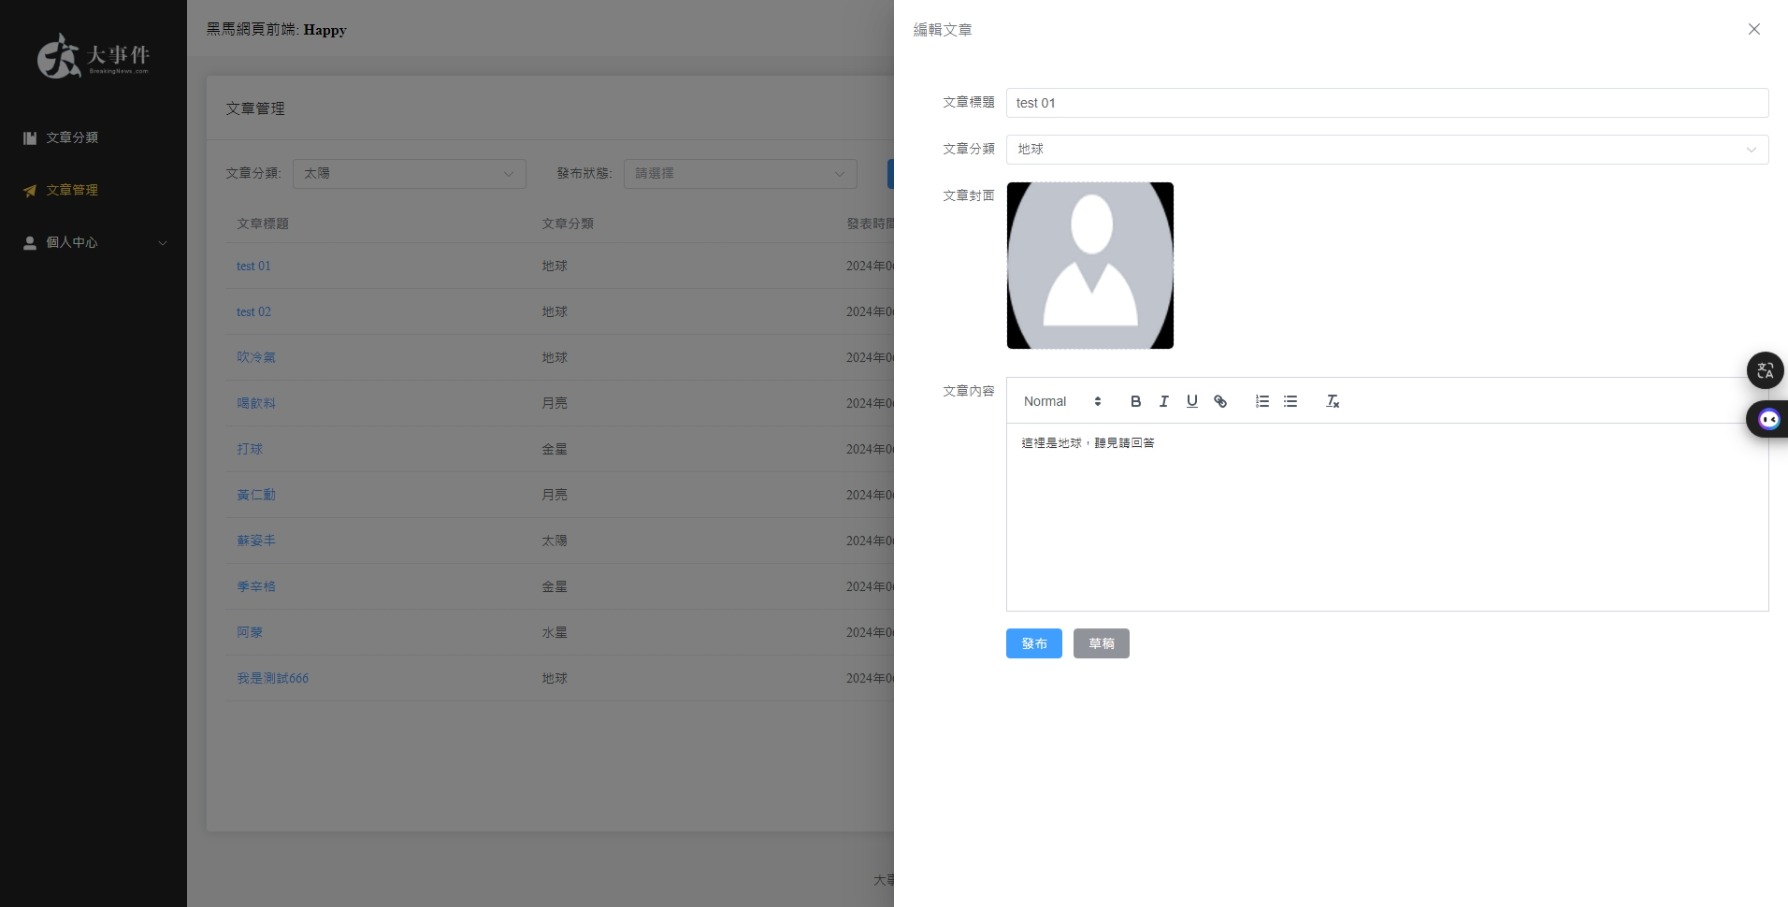 大事件
BreakingNews.com
文章分類
文章管理
個人中心
黑馬網頁前端: Happy
文章管理
文章分類: 太陽 發布狀態: 請選擇
文章標題 文章分類 發表時間
test 01 地球 2024年0
test 02 地球 2024年0
吹冷氣 地球 2024年0
喝飲料 月亮 2024年0
打球 金星 2024年0
黃仁勳 月亮 2024年0
蘇姿丰 太陽 2024年0
季辛格 金星 2024年0
阿蒙 水星 2024年0
我是測試666 地球 2024年0
大事
編輯文章
文章標題 test 01
文章分類 地球
文章封面
文章內容
Normal B I U
這裡是地球，聽見請回答
發布 草稿